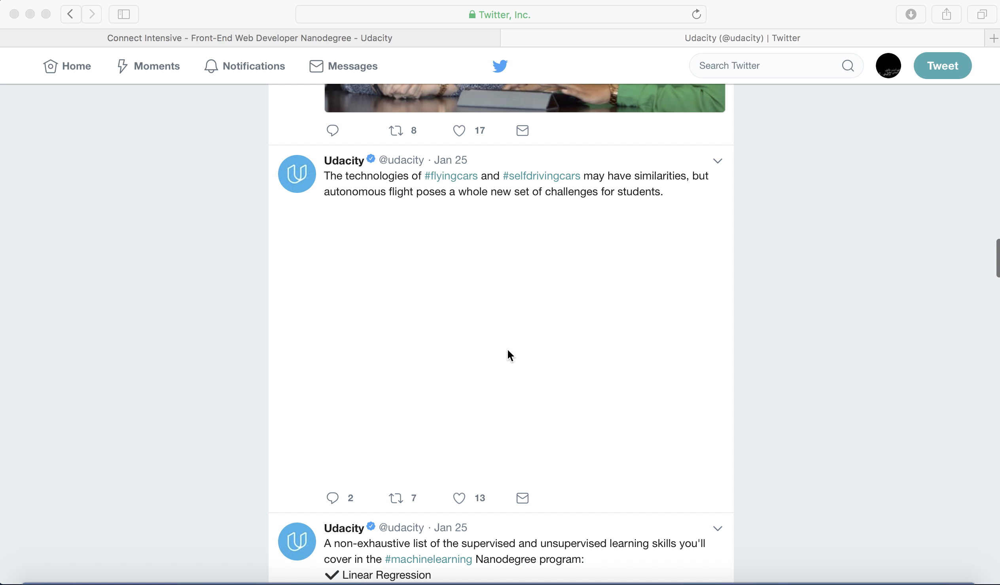 Twitter, Inc.
Connect Intensive - Front-End Web Developer Nanodegree - Udacity
Udacity (@udacity) | Twitter
Home
Moments
Notifications
Messages
Search Twitter
Tweet
8
17
Udacity @udacity · Jan 25
The technologies of #flyingcars and #selfdrivingcars may have similarities, but
autonomous flight poses a whole new set of challenges for students.
2
7
13
Udacity @udacity · Jan 25
A non-exhaustive list of the supervised and unsupervised learning skills you'll
cover in the #machinelearning Nanodegree program:
✔ Linear Regression